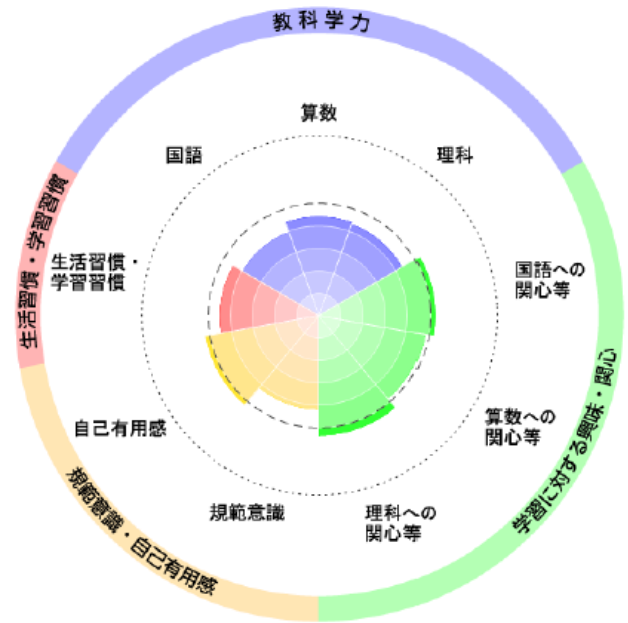 教科学力
算数
国語
理科
生活習慣・学習習慣
生活習慣・
学習習慣
国語への
関心等
学習に対する興味・関心
算数への
関心等
自己有用感
規範意識・自己有用感
規範意識
理科への
関心等